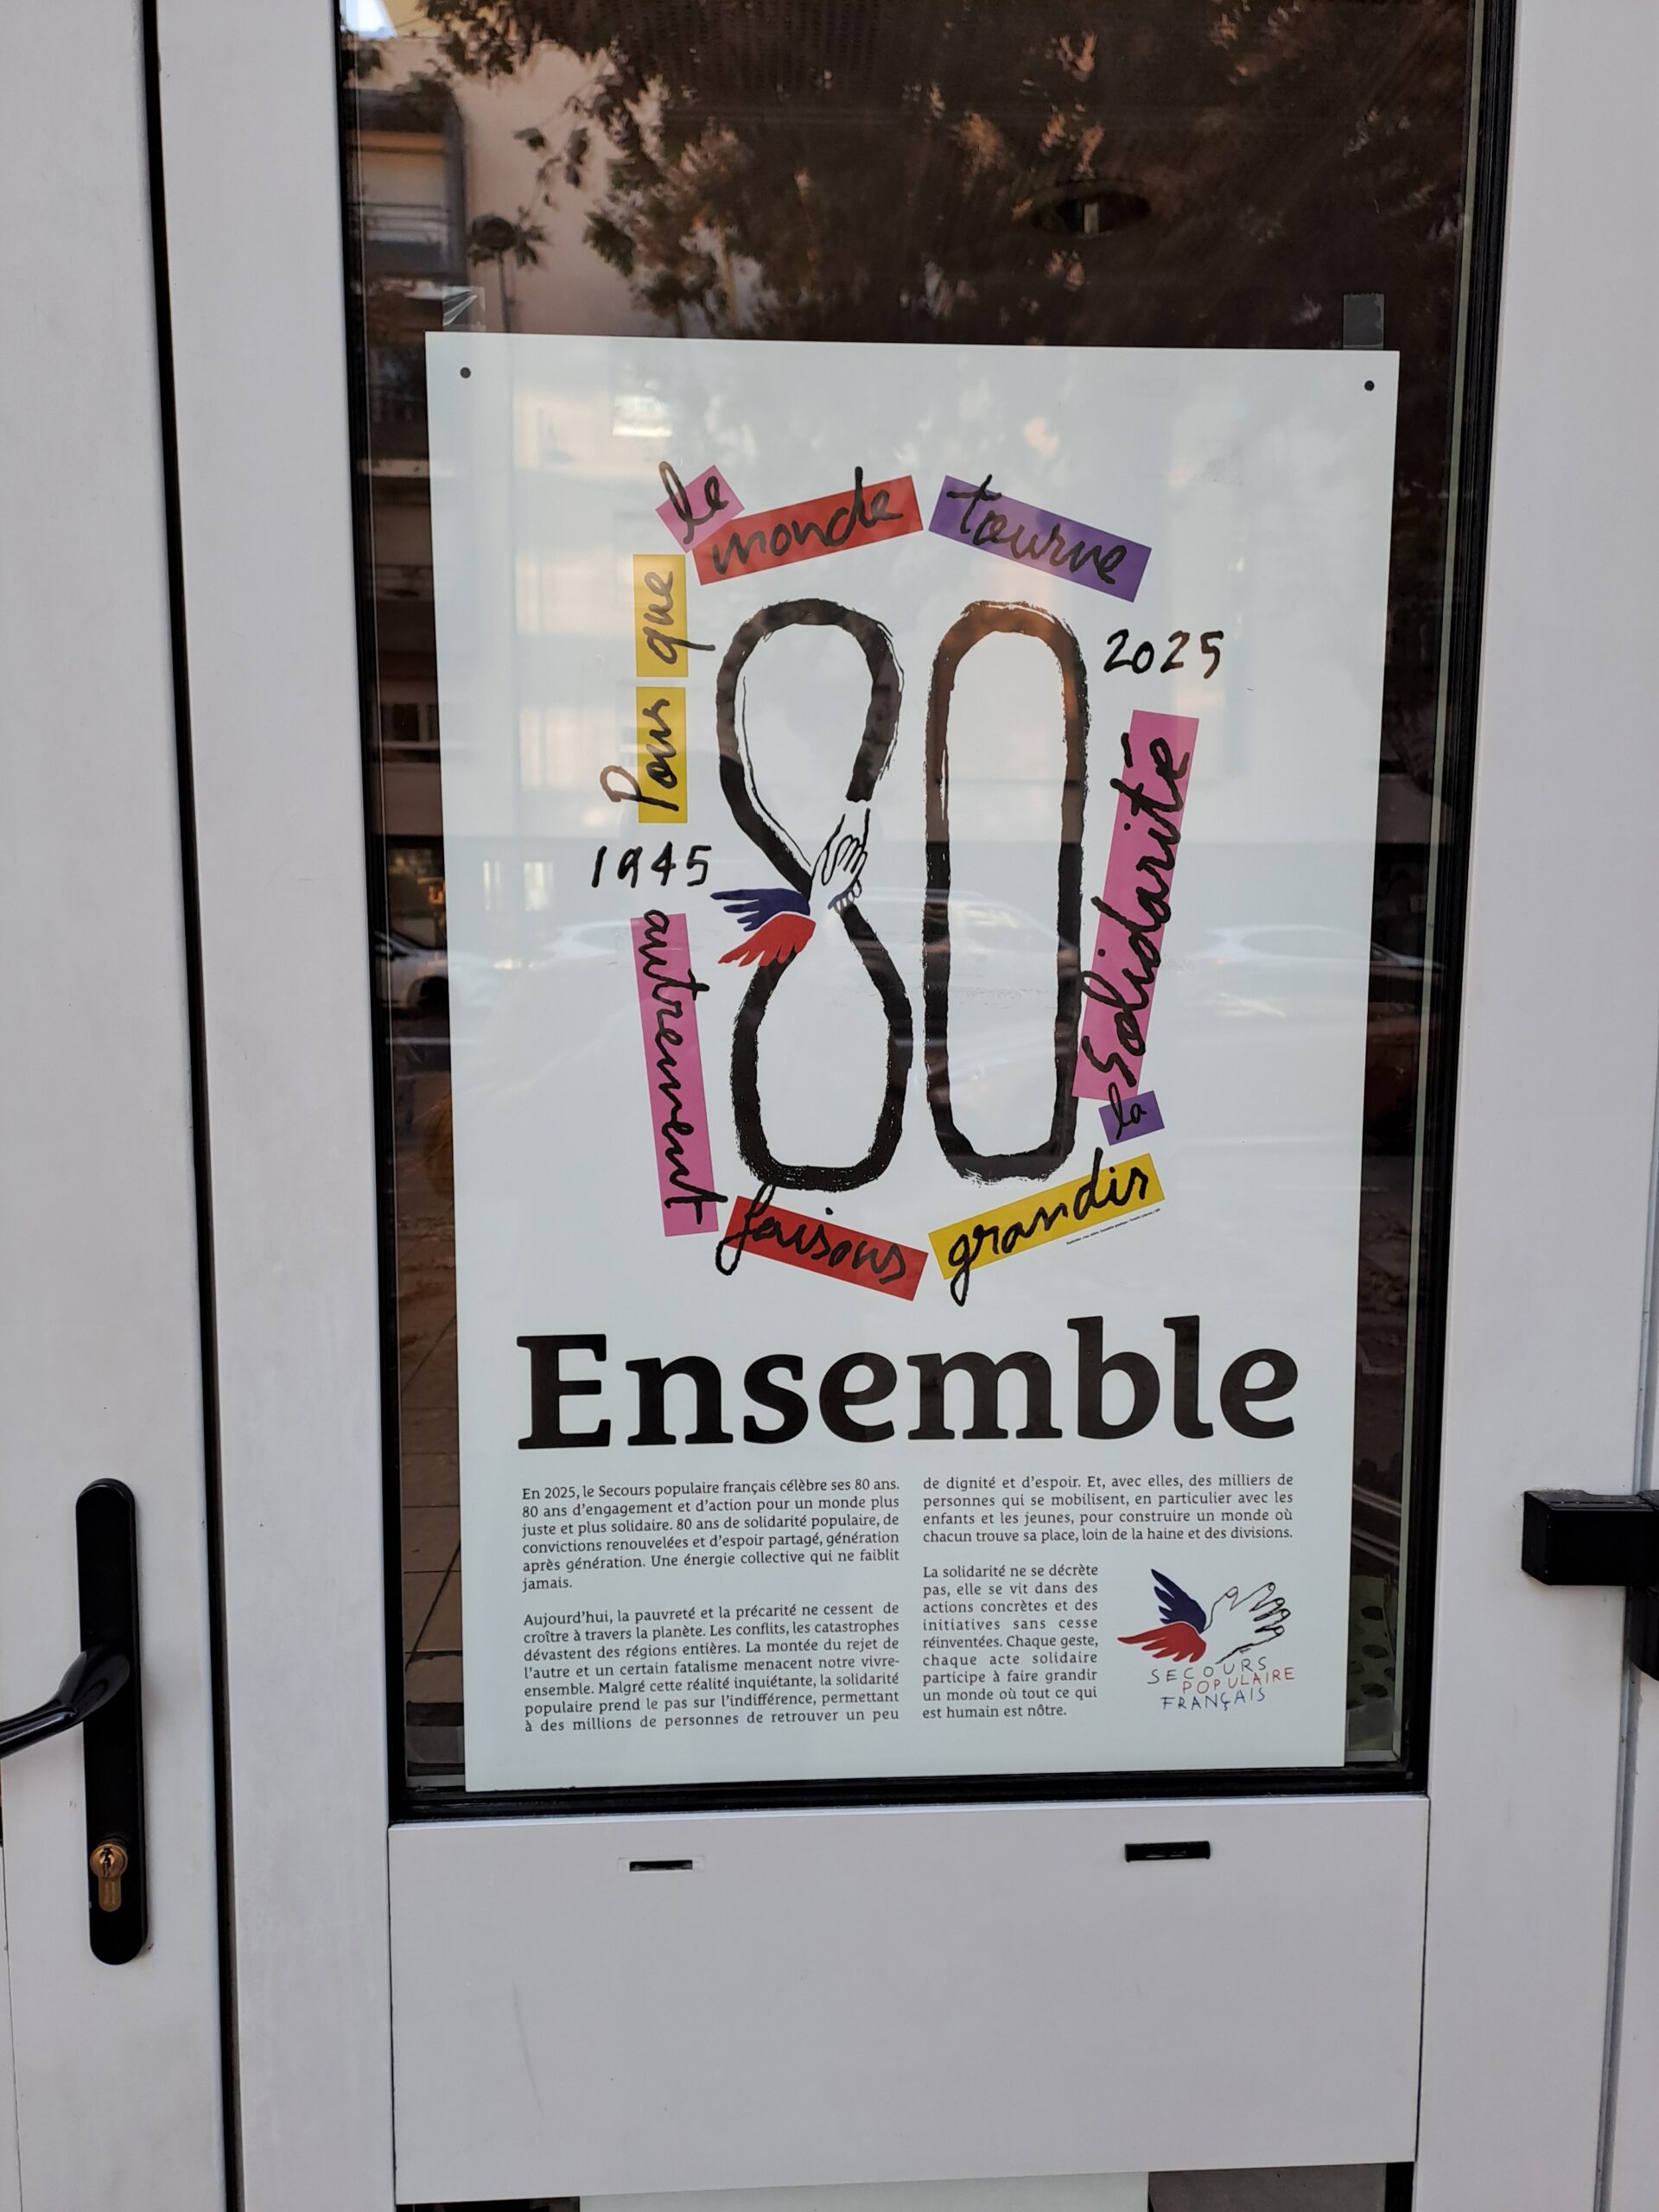 Pour que
le
monde
tourne
autrement
faisons
grandir
la
Solidarité
80
1945
2025
Ensemble
En 2025, le Secours populaire français célèbre ses 80 ans.
80 ans d'engagement et d'action pour un monde plus
juste et plus solidaire. 80 ans de solidarité populaire, de
convictions renouvelées et d'espoir partagé, génération
après génération. Une énergie collective qui ne faiblit
jamais.
Aujourd'hui, la pauvreté et la précarité ne cessent de
croître à travers la planète. Les conflits, les catastrophes
dévastent des régions entières. La montée du rejet de
l'autre et un certain fatalisme menacent notre vivre-
ensemble. Malgré cette réalité inquiétante, la solidarité
populaire prend le pas sur l'indifférence, permettant
à des millions de personnes de retrouver un peu
de dignité et d'espoir. Et, avec elles, des milliers de
personnes qui se mobilisent, en particulier avec les
enfants et les jeunes, pour construire un monde où
chacun trouve sa place, loin de la haine et des divisions.
La solidarité ne se décrète
pas, elle se vit dans des
actions concrètes et des
initiatives sans cesse
réinventées. Chaque geste,
chaque acte solidaire
participe à faire grandir
un monde où tout ce qui
est humain est nôtre.
SECOURS
POPULAIRE
FRANÇAIS